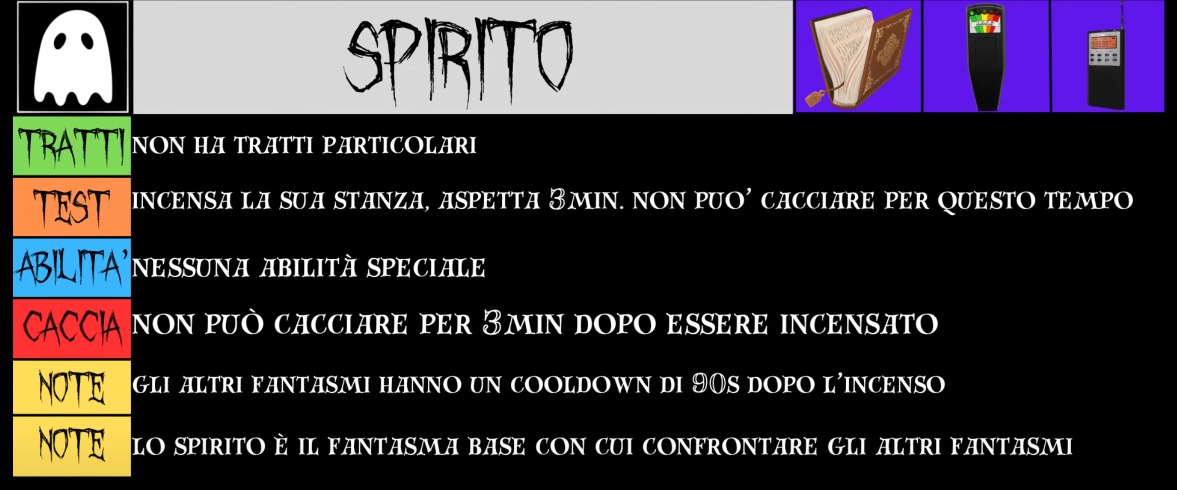 SPIRITO
TRATTI NON HA TRATTI PARTICOLARI
TEST INCENSA LA SUA STANZA, ASPETTA 3MIN. NON PUO' CACCIARE PER QUESTO TEMPO
ABILITA' NESSUNA ABILITÀ SPECIALE
CACCIA NON PUÒ CACCIARE PER 3MIN DOPO ESSERE INCENSATO
NOTE GLI ALTRI FANTASMI HANNO UN COOLDOWN DI 90S DOPO L'INCENSO
NOTE LO SPIRITO È IL FANTASMA BASE CON CUI CONFRONTARE GLI ALTRI FANTASMI